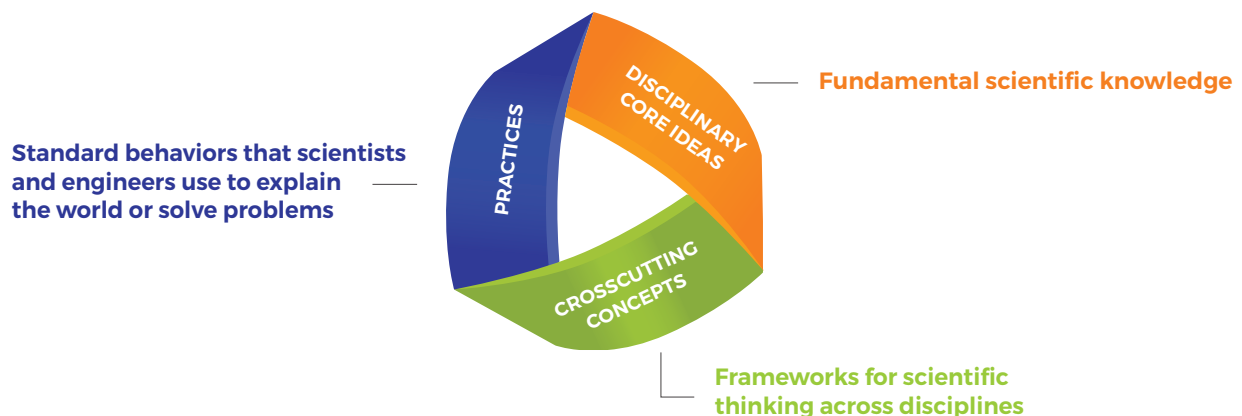 DISCIPLINARY
CORE IDEAS
Fundamental scientific knowledge
PRACTICES
Standard behaviors that scientists
and engineers use to explain
the world or solve problems
CROSSCUTTING
CONCEPTS
Frameworks for scientific
thinking across disciplines